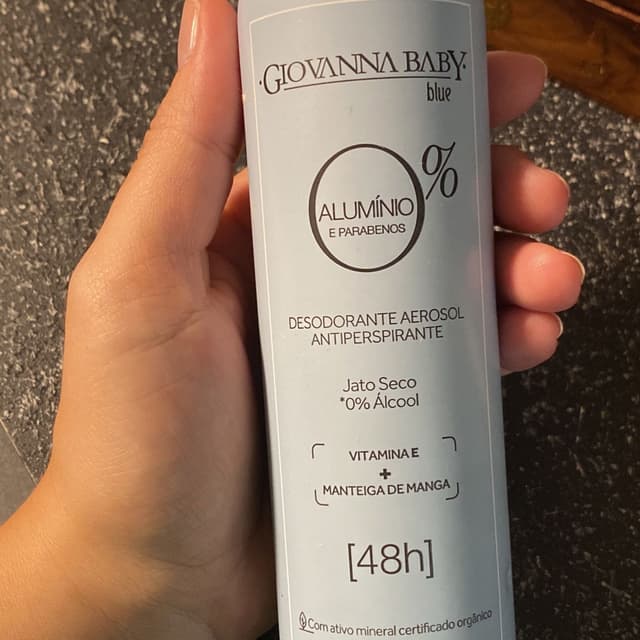 GIOVANNA BABY
blue
0%
ALUMÍNIO
E PARABENOS
DESODORANTE AEROSOL
ANTIPERSPIRANTE
Jato Seco
*0% Álcool
VITAMINA E
+
MANTEIGA DE MANGA
[48h]
Com ativo mineral certificado orgânico